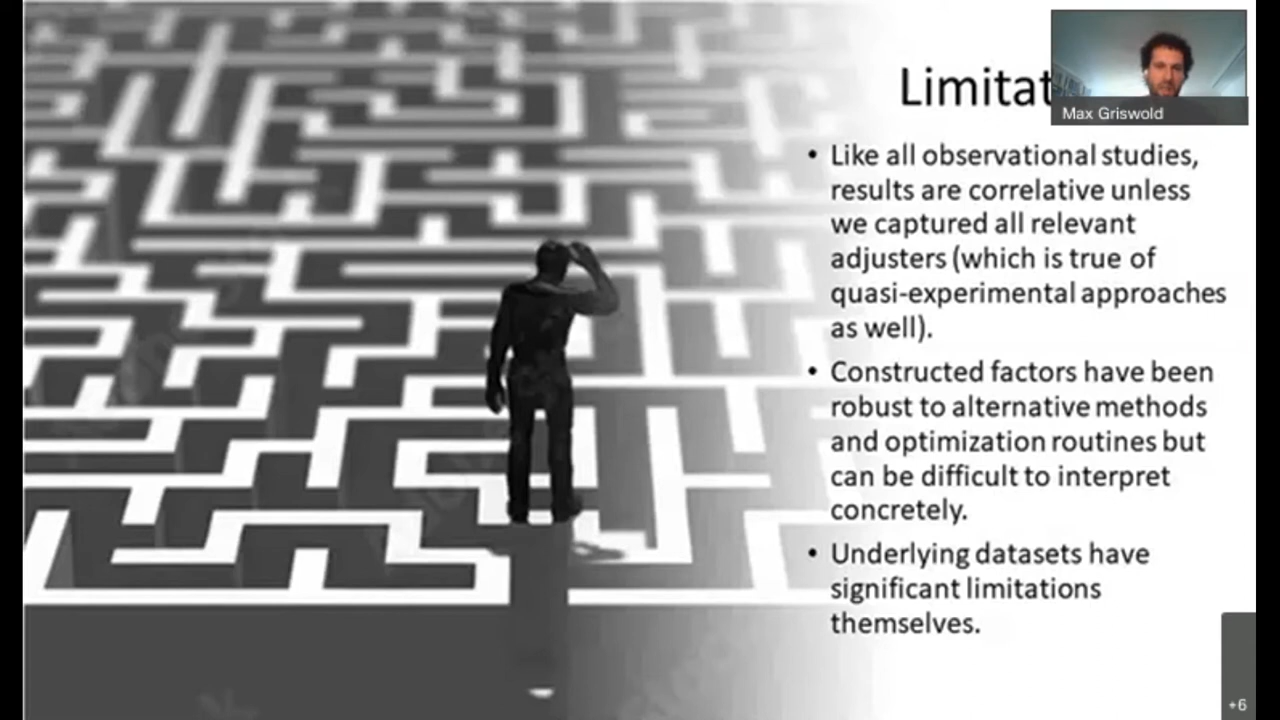 Limitat
Max Griswold
• Like all observational studies,
results are correlative unless
we captured all relevant
adjusters (which is true of
quasi-experimental approaches
as well).
• Constructed factors have been
robust to alternative methods
and optimization routines but
can be difficult to interpret
concretely.
• Underlying datasets have
significant limitations
themselves.
+6